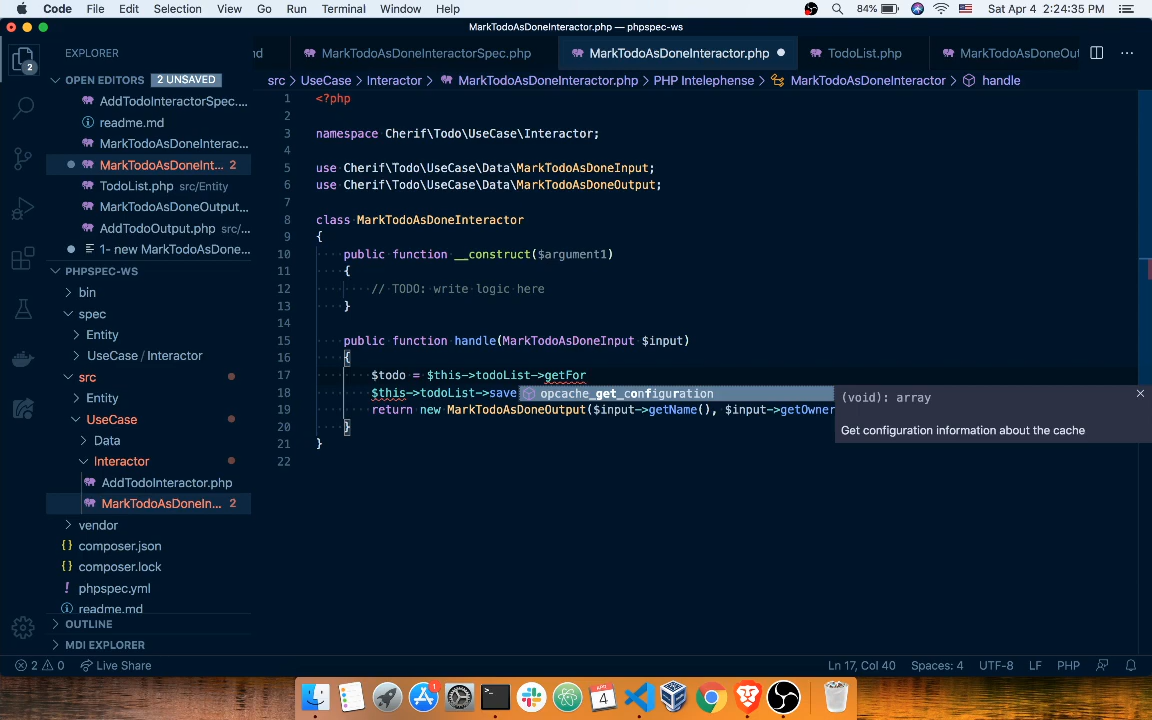 Code File Edit Selection View Go Run Terminal Window Help 84% Sat Apr 4 2:24:35 PM
MarkTodoAsDoneInteractor.php — phpspec-ws
EXPLORER
nd MarkTodoAsDoneInteractorSpec.php MarkTodoAsDoneInteractor.php TodoList.php MarkTodoAsDoneOut
src > UseCase > Interactor > MarkTodoAsDoneInteractor.php > PHP Intelephense > MarkTodoAsDoneInteractor > handle
2
OPEN EDITORS 2 UNSAVED
AddTodoInteractorSpec....
readme.md
MarkTodoAsDoneInterac...
MarkTodoAsDoneInt... 2
TodoList.php src/Entity
MarkTodoAsDoneOutput...
AddTodoOutput.php src/...
1- new MarkTodoAsDone...
PHPSPEC-WS
bin
spec
Entity
UseCase / Interactor
src
Entity
UseCase
Data
Interactor
AddTodoInteractor.php
MarkTodoAsDoneIn... 2
vendor
composer.json
composer.lock
phpspec.yml
readme.md
OUTLINE
MDI EXPLORER
1 <?php
2
3 namespace Cherif\Todo\UseCase\Interactor;
4
5 use Cherif\Todo\UseCase\Data\MarkTodoAsDoneInput;
6 use Cherif\Todo\UseCase\Data\MarkTodoAsDoneOutput;
7
8 class MarkTodoAsDoneInteractor
9 {
10 public function __construct($argument1)
11 {
12 // TODO: write logic here
13 }
14
15 public function handle(MarkTodoAsDoneInput $input)
16 {
17 $todo = $this->todoList->getFor
18 $this->todoList->save
19 return new MarkTodoAsDoneOutput($input->getName(), $input->getOwner
20 }
21 }
22
opcache_get_configuration
(void): array
Get configuration information about the cache
2 0 Live Share Ln 17, Col 40 Spaces: 4 UTF-8 LF PHP
1 APR 4